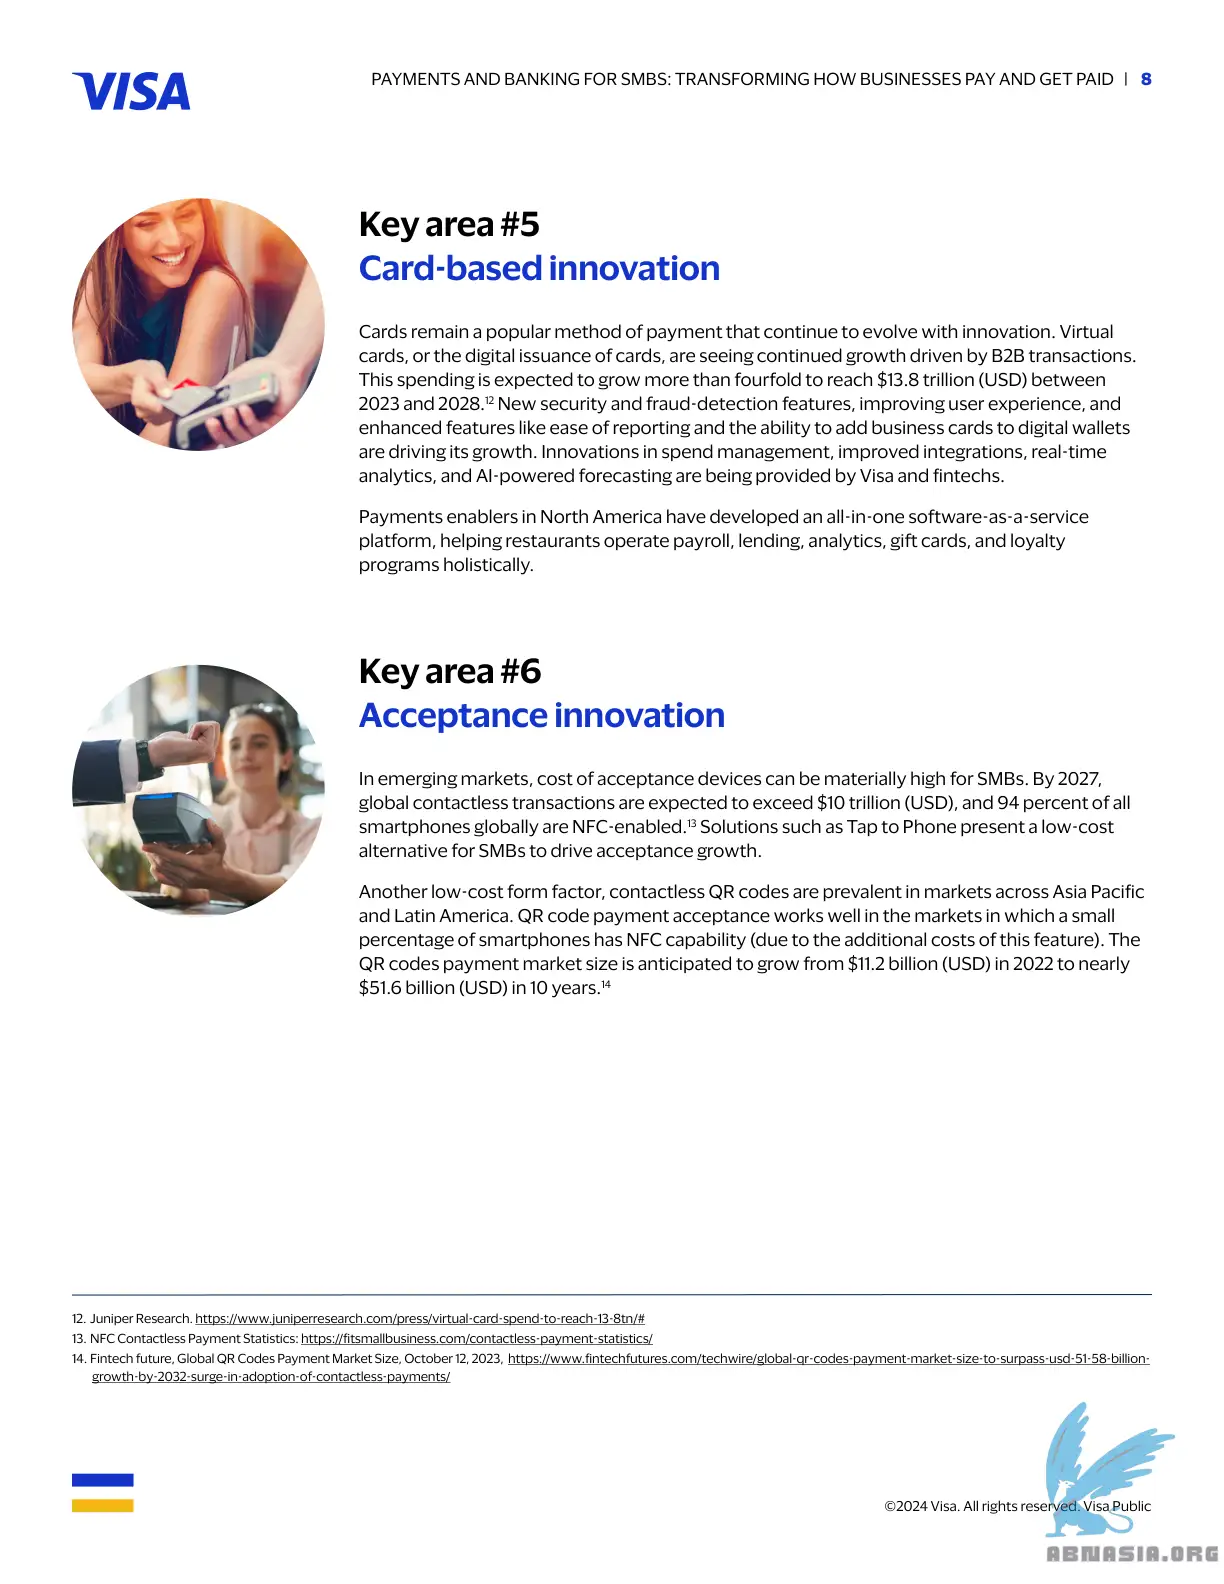 VISA
PAYMENTS AND BANKING FOR SMBS: TRANSFORMING HOW BUSINESSES PAY AND GET PAID | 8
Key area #5
Card-based innovation
Cards remain a popular method of payment that continue to evolve with innovation. Virtual
cards, or the digital issuance of cards, are seeing continued growth driven by B2B transactions.
This spending is expected to grow more than fourfold to reach $13.8 trillion (USD) between
2023 and 2028.12 New security and fraud-detection features, improving user experience, and
enhanced features like ease of reporting and the ability to add business cards to digital wallets
are driving its growth. Innovations in spend management, improved integrations, real-time
analytics, and AI-powered forecasting are being provided by Visa and fintechs.
Payments enablers in North America have developed an all-in-one software-as-a-service
platform, helping restaurants operate payroll, lending, analytics, gift cards, and loyalty
programs holistically.
Key area #6
Acceptance innovation
In emerging markets, cost of acceptance devices can be materially high for SMBs. By 2027,
global contactless transactions are expected to exceed $10 trillion (USD), and 94 percent of all
smartphones globally are NFC-enabled.13 Solutions such as Tap to Phone present a low-cost
alternative for SMBs to drive acceptance growth.
Another low-cost form factor, contactless QR codes are prevalent in markets across Asia Pacific
and Latin America. QR code payment acceptance works well in the markets in which a small
percentage of smartphones has NFC capability (due to the additional costs of this feature). The
QR codes payment market size is anticipated to grow from $11.2 billion (USD) in 2022 to nearly
$51.6 billion (USD) in 10 years.14
12. Juniper Research. https://www.juniperresearch.com/press/virtual-card-spend-to-reach-13-8tn/#
13. NFC Contactless Payment Statistics: https://fitsmallbusiness.com/contactless-payment-statistics/
14. Fintech future, Global QR Codes Payment Market Size, October 12, 2023, https://www.fintechfutures.com/techwire/global-qr-codes-payment-market-size-to-surpass-usd-51-58-billion-
growth-by-2032-surge-in-adoption-of-contactless-payments/
©2024 Visa. All rights reserved. Visa Public
ABNASIA.ORG